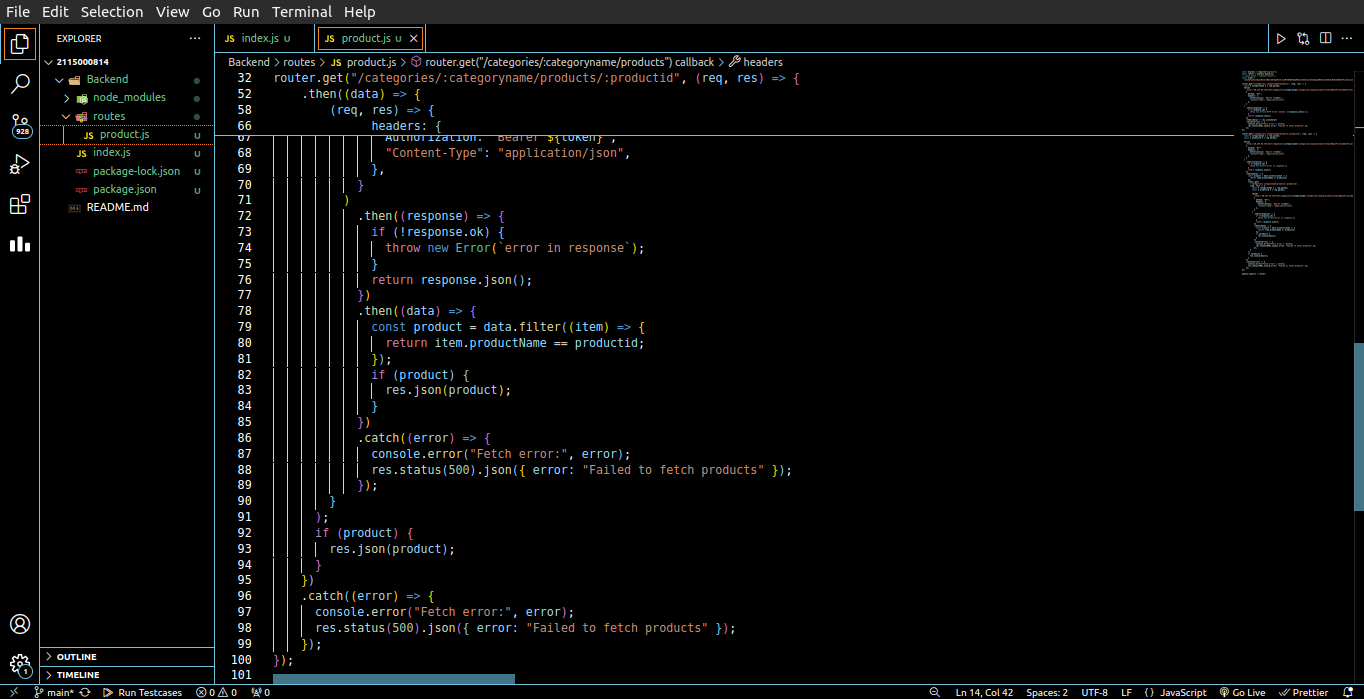 File Edit Selection View Go Run Terminal Help
EXPLORER ···
JS index.js U JS product.js U ×
2115000814
Backend > routes > JS product.js > router.get("/categories/:categoryname/products") callback > headers
Backend
node_modules
routes
JS product.js U
JS index.js U
package-lock.json U
package.json U
README.md
928
32 router.get("/categories/:categoryname/products/:productid", (req, res) => {
52 .then((data) => {
58 (req, res) => {
66 headers: {
67 Authorization: `Bearer ${token}`,
68 "Content-Type": "application/json",
69 },
70 }
71 )
72 .then((response) => {
73 if (!response.ok) {
74 throw new Error(`error in response`);
75 }
76 return response.json();
77 })
78 .then((data) => {
79 const product = data.filter((item) => {
80 return item.productName == productid;
81 });
82 if (product) {
83 res.json(product);
84 }
85 })
86 .catch((error) => {
87 console.error("Fetch error:", error);
88 res.status(500).json({ error: "Failed to fetch products" });
89 });
90 }
91 );
92 if (product) {
93 res.json(product);
94 }
95 })
96 .catch((error) => {
97 console.error("Fetch error:", error);
98 res.status(500).json({ error: "Failed to fetch products" });
99 });
100 });
101
OUTLINE
TIMELINE
1
main* Run Testcases 0 0 0 Ln 14, Col 42 Spaces: 2 UTF-8 LF {} JavaScript Go Live Prettier